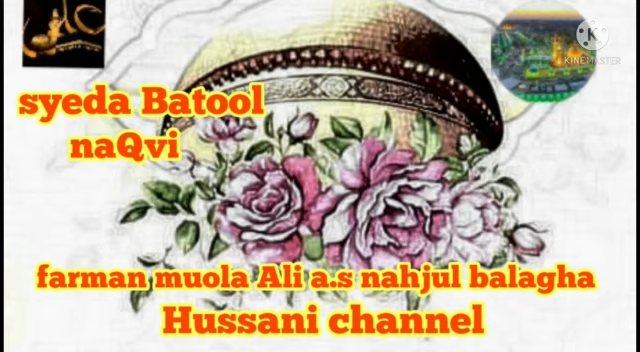 KINEMASTER
syeda Batool
naQvi
farman muola Ali a.s nahjul balagha
Hussani channel